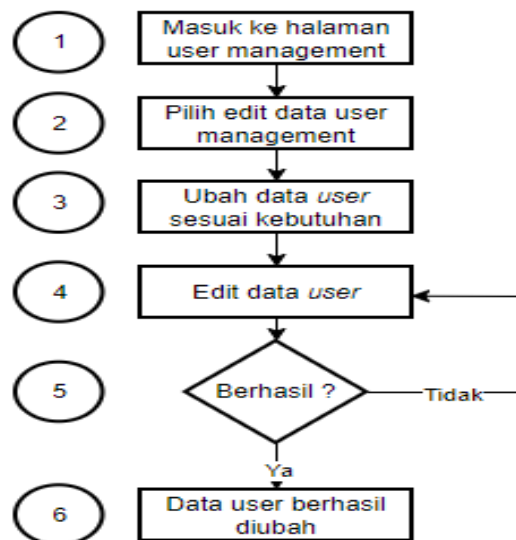 1
Masuk ke halaman
user management
2
Pilih edit data user
management
3
Ubah data user
sesuai kebutuhan
4
Edit data user
5
Berhasil ?
Tidak
Ya
6
Data user berhasil
diubah